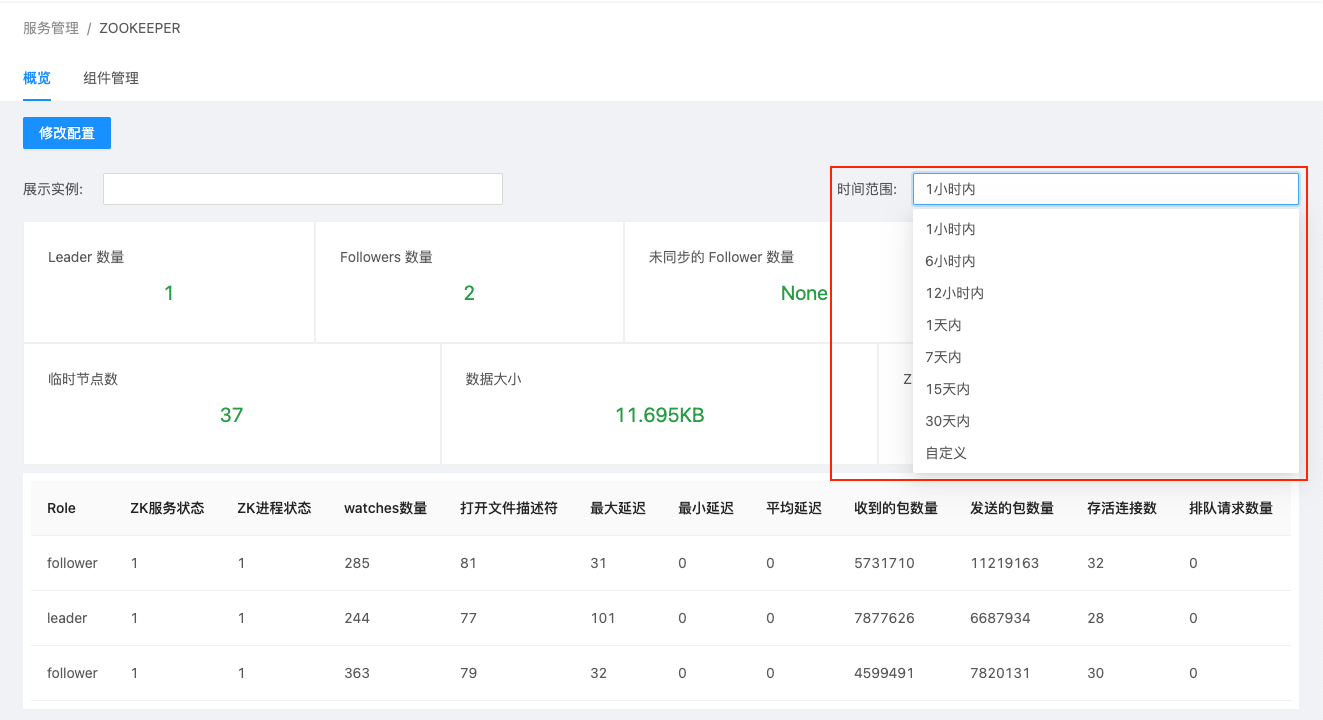 服务管理 / ZOOKEEPER
概览 组件管理
修改配置
展示实例: 时间范围: 1小时内
1小时内
6小时内
12小时内
1天内
7天内
15天内
30天内
自定义
Leader 数量 Followers 数量 未同步的 Follower 数量
1 2 None
临时节点数 数据大小 Z
37 11.695KB
Role ZK服务状态 ZK进程状态 watches数量 打开文件描述符 最大延迟 最小延迟 平均延迟 收到的包数量 发送的包数量 存活连接数 排队请求数量
follower 1 1 285 81 31 0 0 5731710 11219163 32 0
leader 1 1 244 77 101 0 0 7877626 6687934 28 0
follower 1 1 363 79 32 0 0 4599491 7820131 30 0